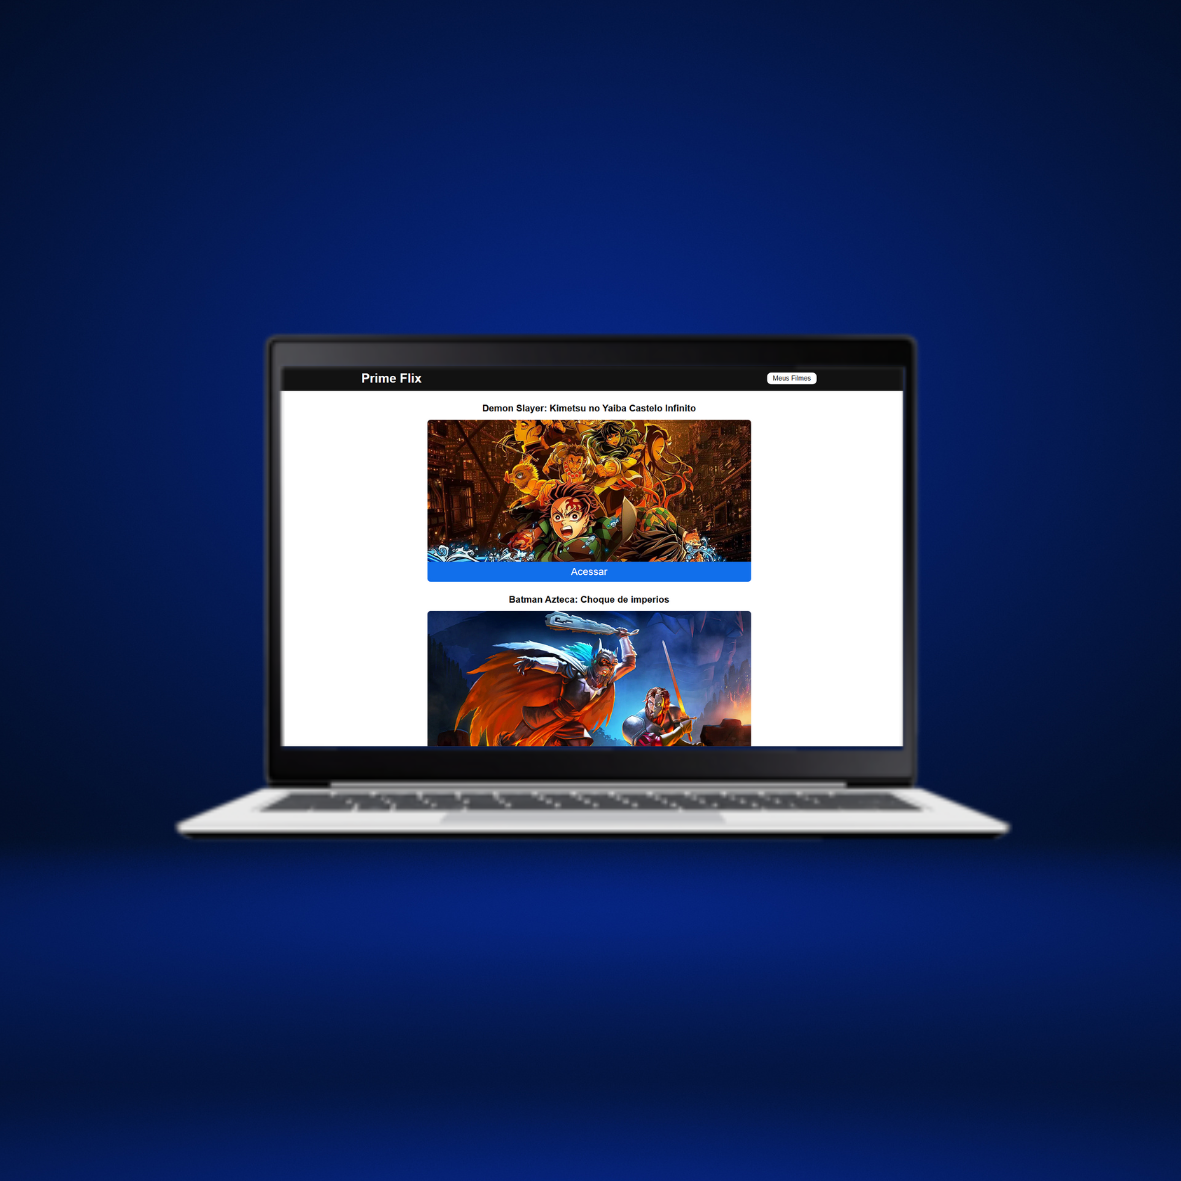 Prime Flix
Meus Filmes
Demon Slayer: Kimetsu no Yaiba Castelo Infinito
Acessar
Batman Azteca: Choque de imperios